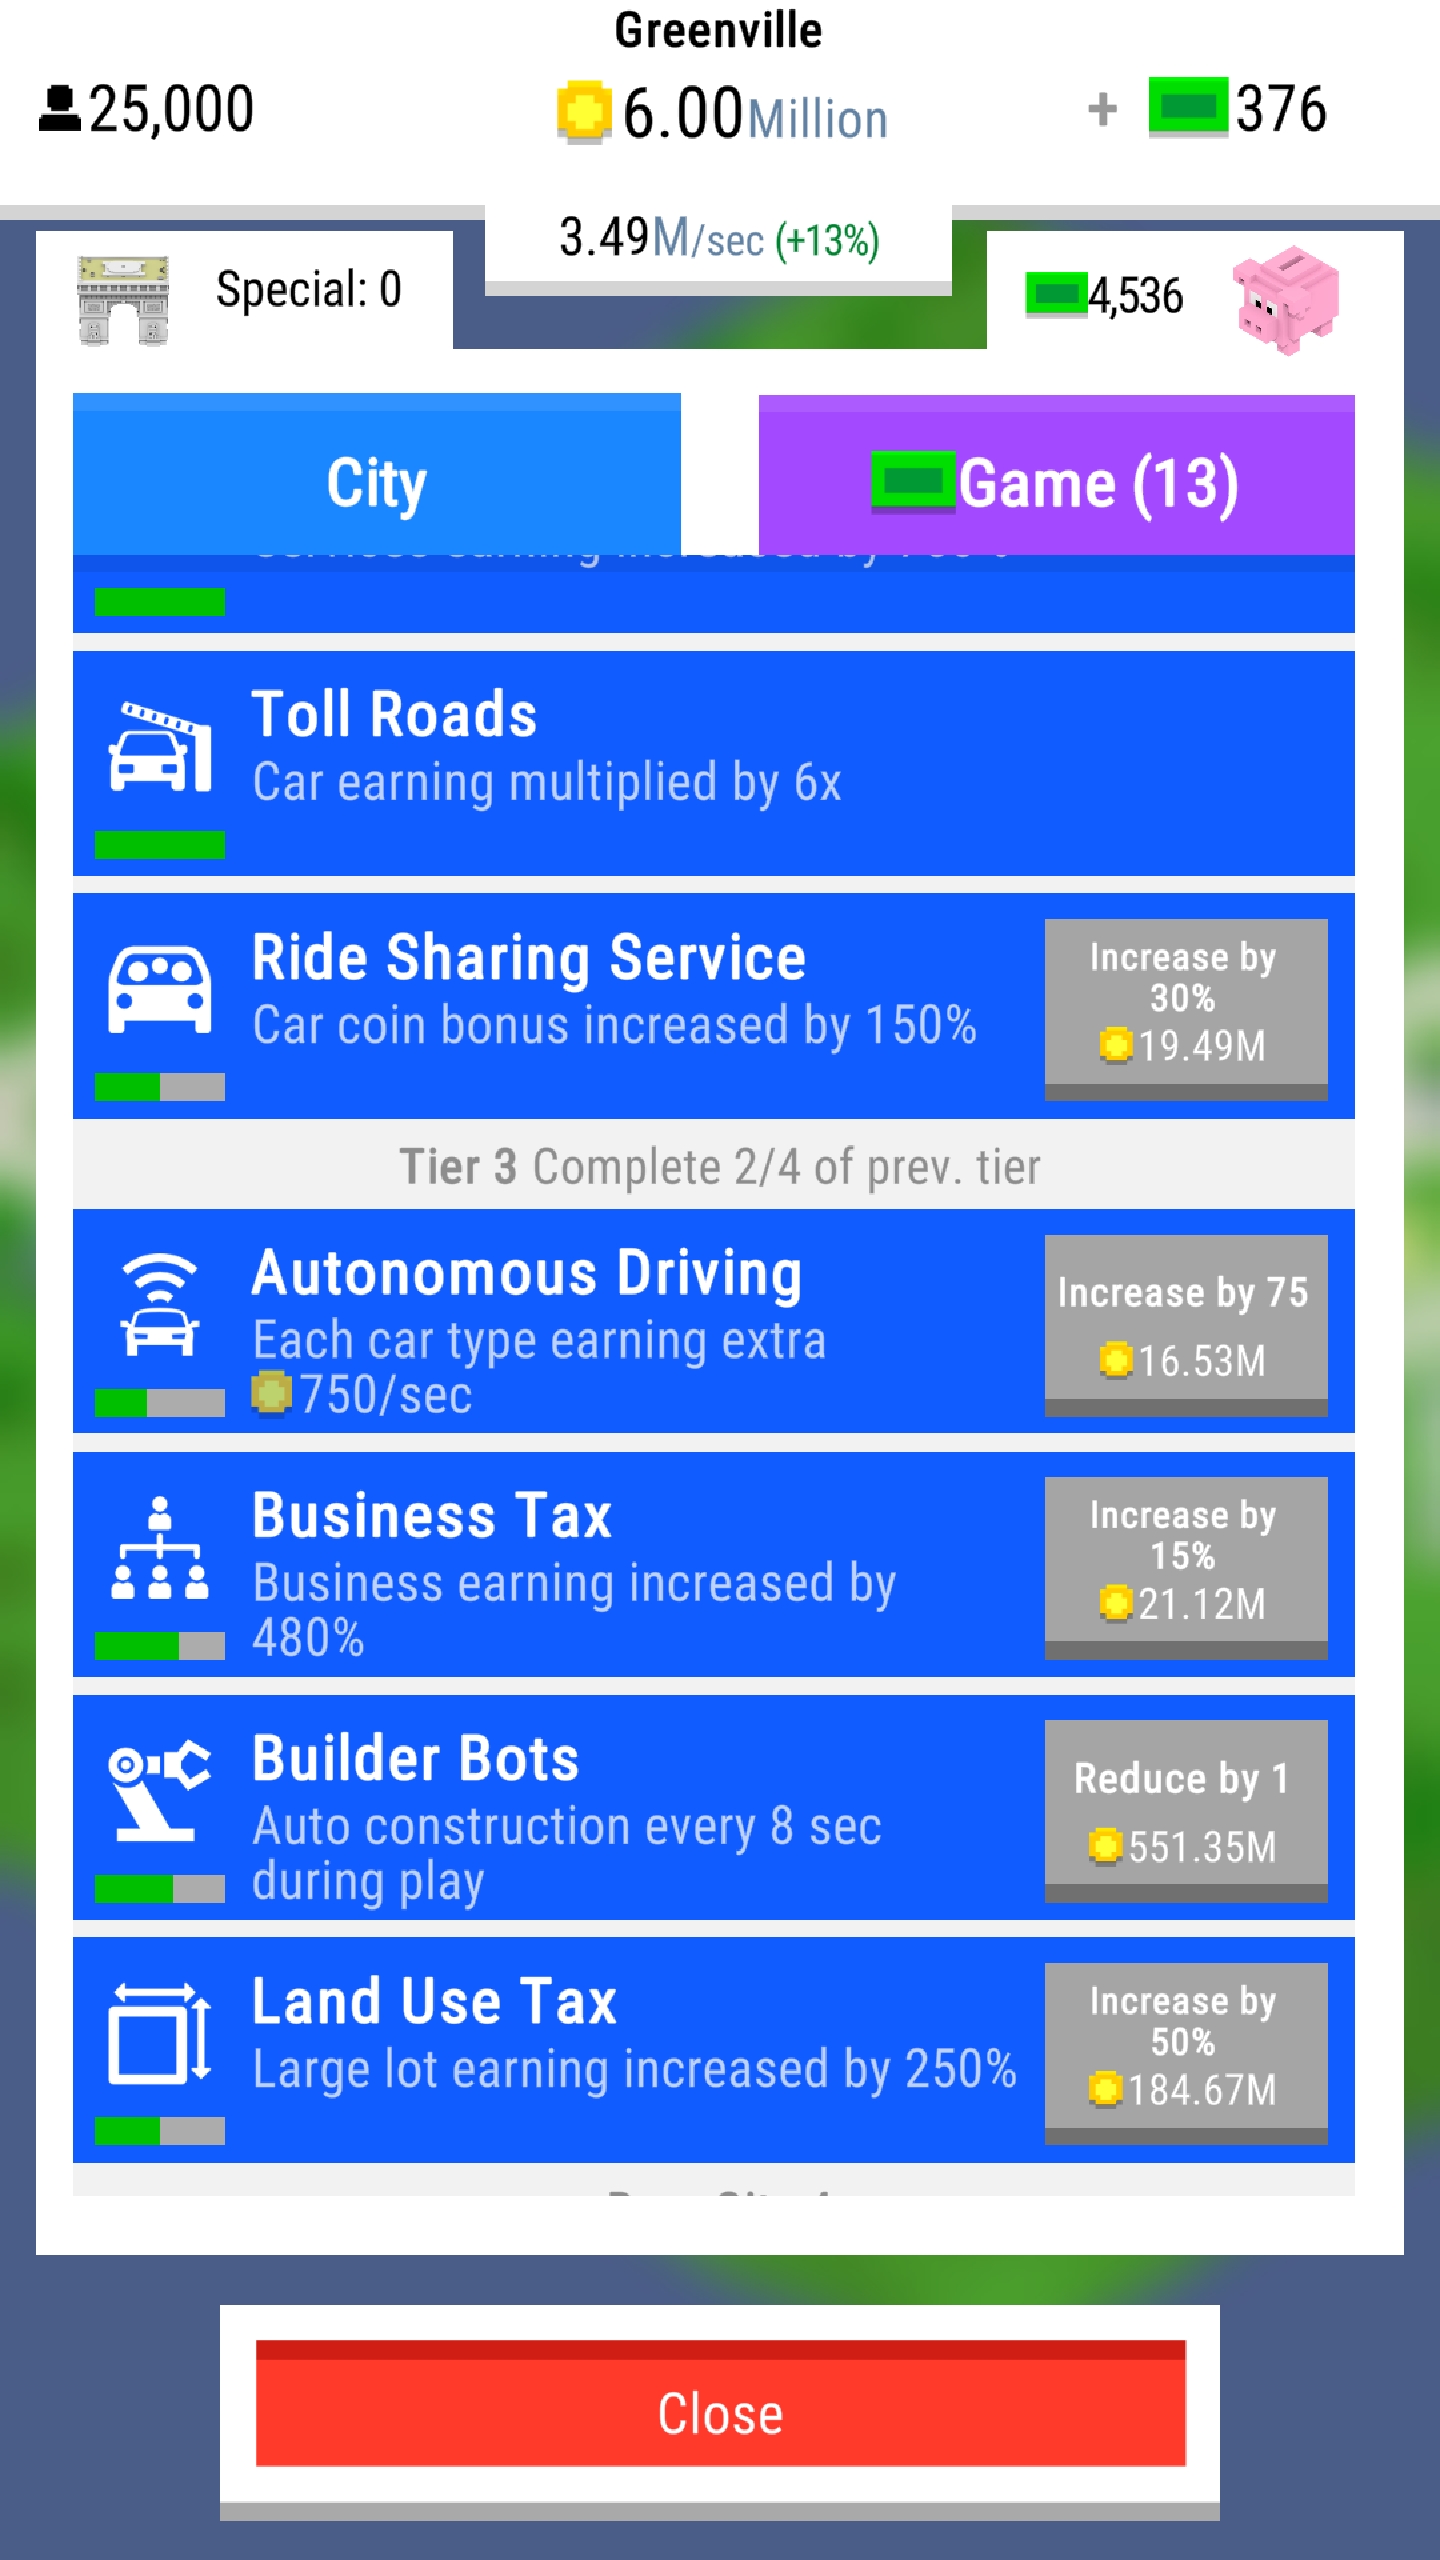 Greenville
25,000
6.00Million
+ 376
3.49M/sec (+13%)
Special: 0
4,536
City
Game (13)
Toll Roads
Car earning multiplied by 6x
Ride Sharing Service
Car coin bonus increased by 150%
Increase by
30%
19.49M
Tier 3 Complete 2/4 of prev. tier
Autonomous Driving
Each car type earning extra
750/sec
Increase by 75
16.53M
Business Tax
Business earning increased by
480%
Increase by
15%
21.12M
Builder Bots
Auto construction every 8 sec
during play
Reduce by 1
551.35M
Land Use Tax
Large lot earning increased by 250%
Increase by
50%
184.67M
Close